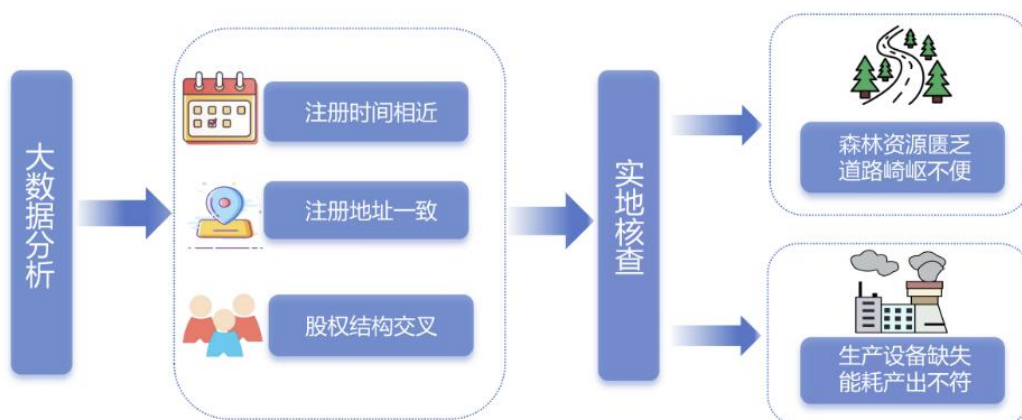 大数据分析
注册时间相近
注册地址一致
股权结构交叉
实地核查
森林资源匮乏
道路崎岖不便
生产设备缺失
能耗产出不符